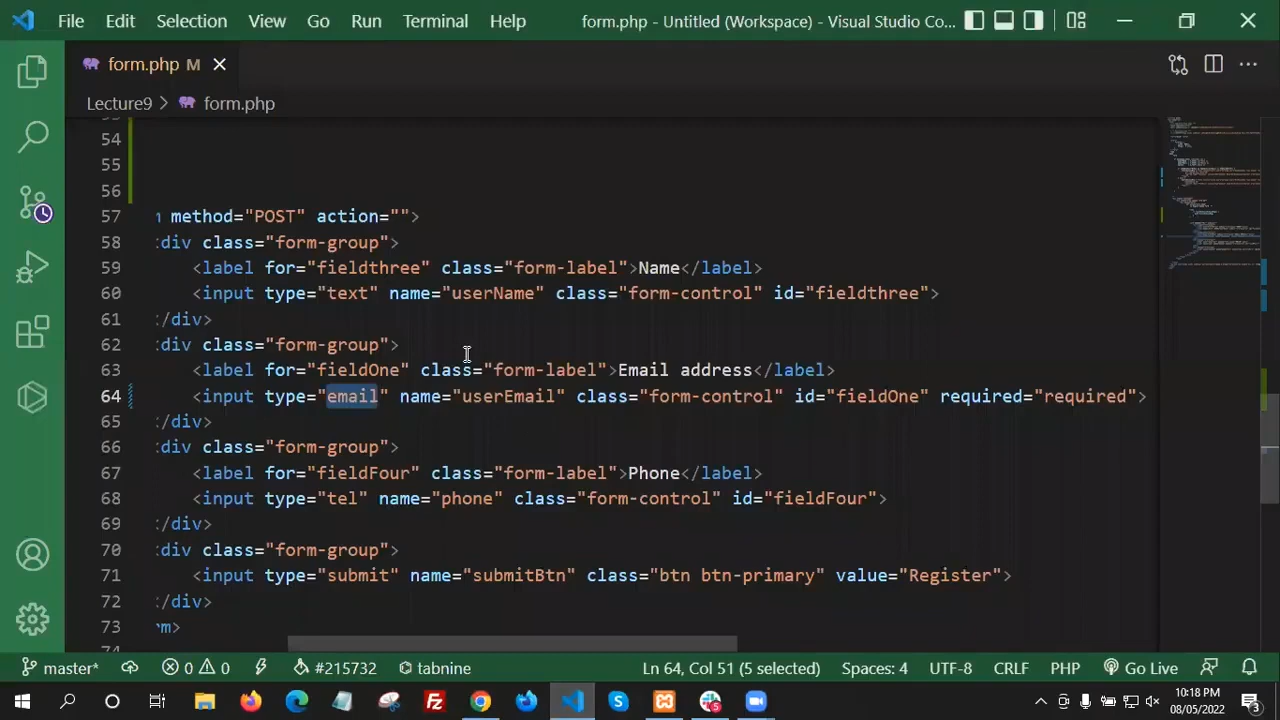 File Edit Selection View Go Run Terminal Help form.php - Untitled (Workspace) - Visual Studio Co...
form.php M
Lecture9 > form.php
54
55
56
57 method="POST" action="">
58 :div class="form-group">
59 <label for="fieldthree" class="form-label">Name</label>
60 <input type="text" name="userName" class="form-control" id="fieldthree">
61 :/div>
62 :div class="form-group">
63 <label for="fieldOne" class="form-label">Email address</label>
64 <input type="email" name="userEmail" class="form-control" id="fieldOne" required="required">
65 :/div>
66 :div class="form-group">
67 <label for="fieldFour" class="form-label">Phone</label>
68 <input type="tel" name="phone" class="form-control" id="fieldFour">
69 :/div>
70 :div class="form-group">
71 <input type="submit" name="submitBtn" class="btn btn-primary" value="Register">
72 :/div>
73 m>
master* 0 0 #215732 tabnine Ln 64, Col 51 (5 selected) Spaces: 4 UTF-8 CRLF PHP Go Live
10:18 PM
08/05/2022